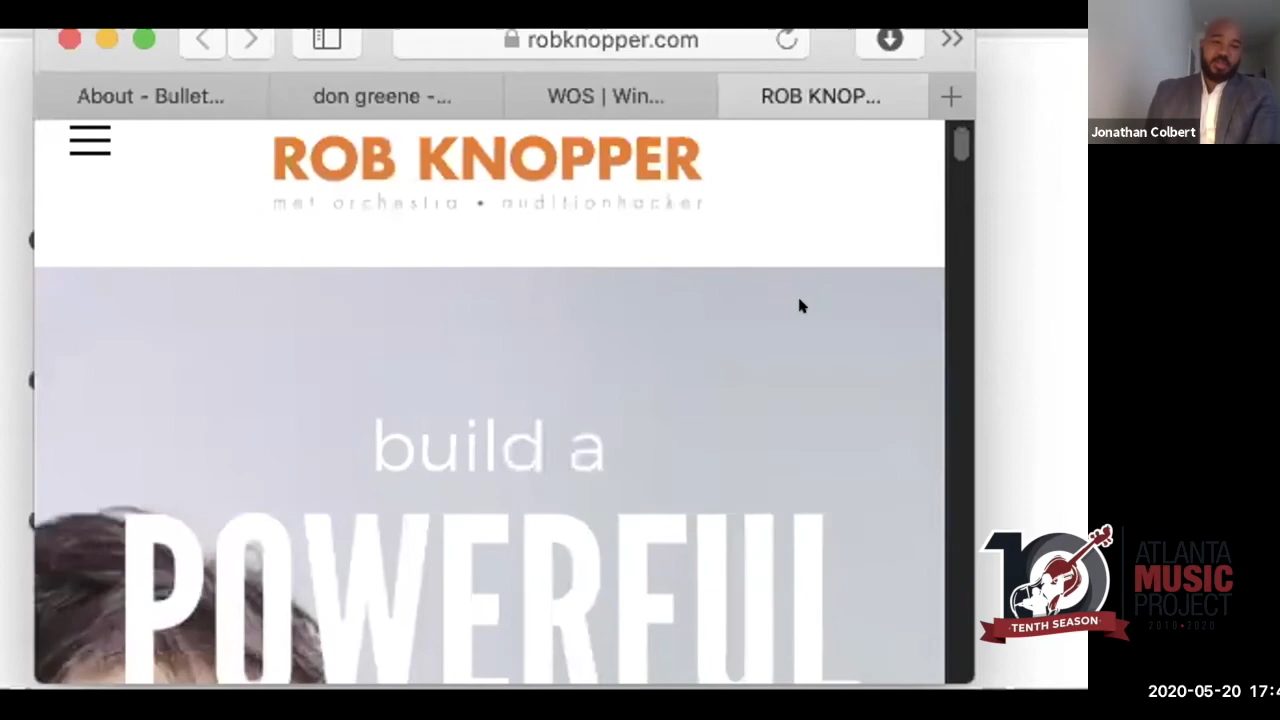 robknopper.com
About - Bullet...
don greene -...
WOS | Win...
ROB KNOP...
ROB KNOPPER
met orchestra • auditionhacker
build a
POWERFUL
Jonathan Colbert
10
TENTH SEASON
ATLANTA
MUSIC
PROJECT
2010•2020
2020-05-20 17:4